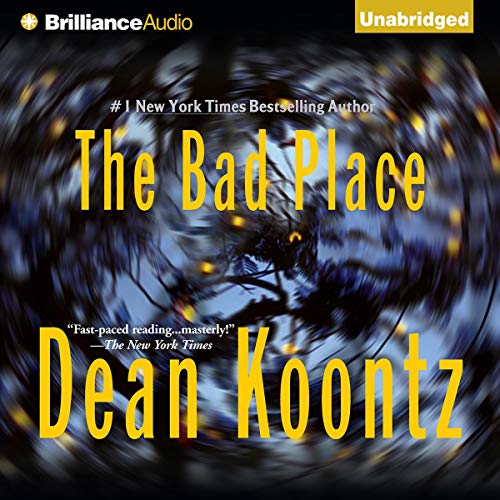 BrillianceAudio
Unabridged
#1 New York Times Bestselling Author
The Bad Place
“Fast-paced reading...masterly!”
—The New York Times
Dean Koontz